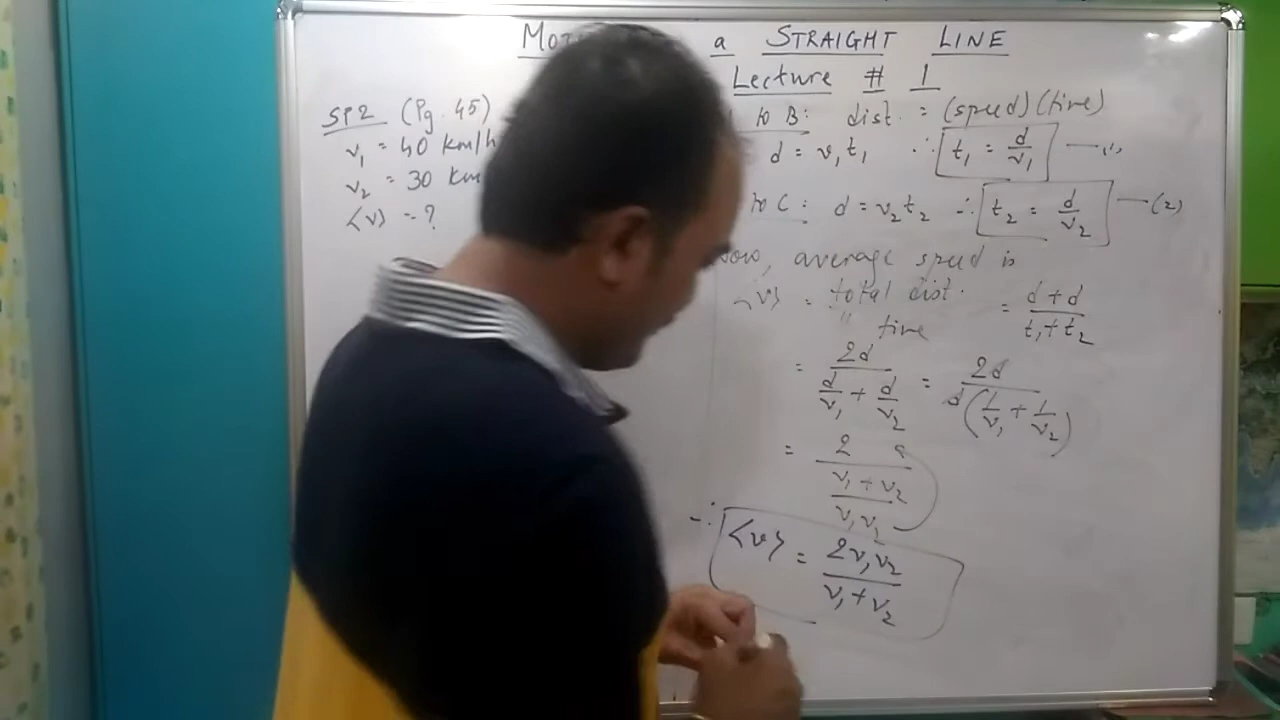 a STRAIGHT LINE
Lecture # 1
SP2 (Pg. 45)
v₁ = 40 km/h
v₂ = 30 km
⟨v⟩ = ?
to B: dist. = (speed)(time)
d = v₁t₁ ∴ t₁ = d/v₁ —(1)
to C: d = v₂t₂ ∴ t₂ = d/v₂ —(2)
average speed is
⟨v⟩ = total dist. / " time = (d + d)/(t₁ + t₂)
= 2d/(d/v₁ + d/v₂) = 2d/(d(1/v₁ + 1/v₂))
= 2/((v₁ + v₂)/(v₁v₂))
∴ ⟨v⟩ = 2v₁v₂/(v₁ + v₂)